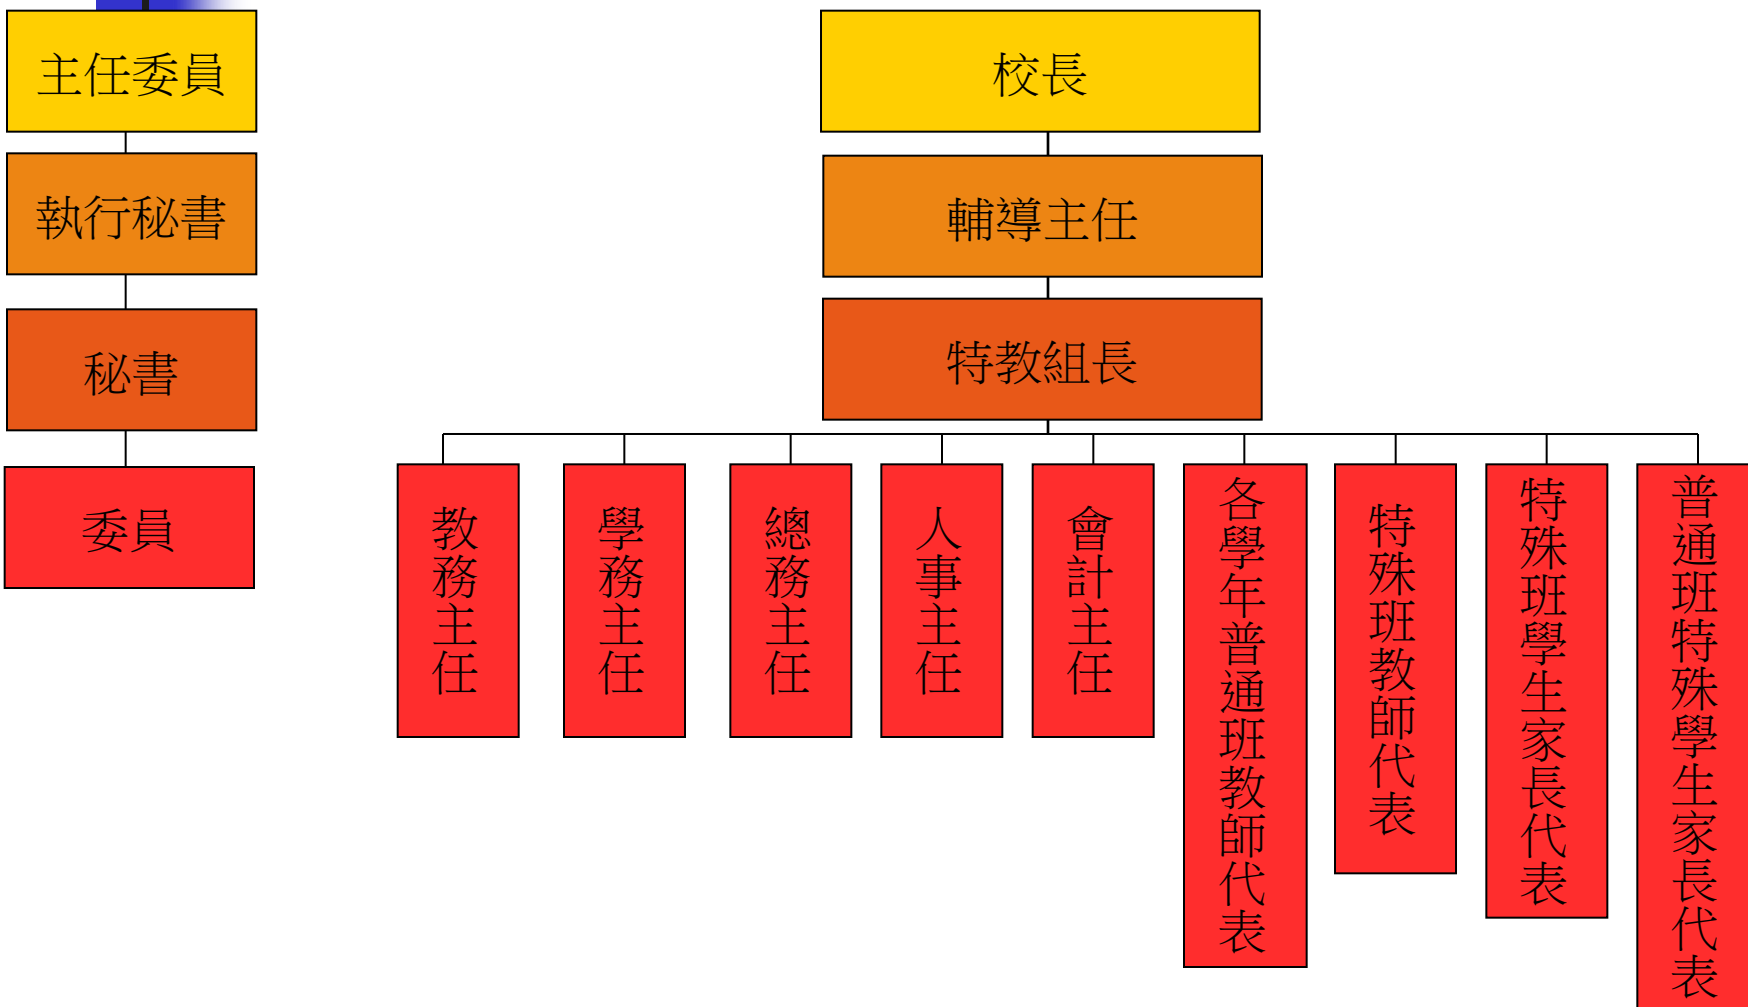 主任委員
校長
執行秘書
輔導主任
秘書
特教組長
委員
教務主任
學務主任
總務主任
人事主任
會計主任
各學年普通班教師代表
特殊班教師代表
特殊班學生家長代表
普通班特殊學生家長代表